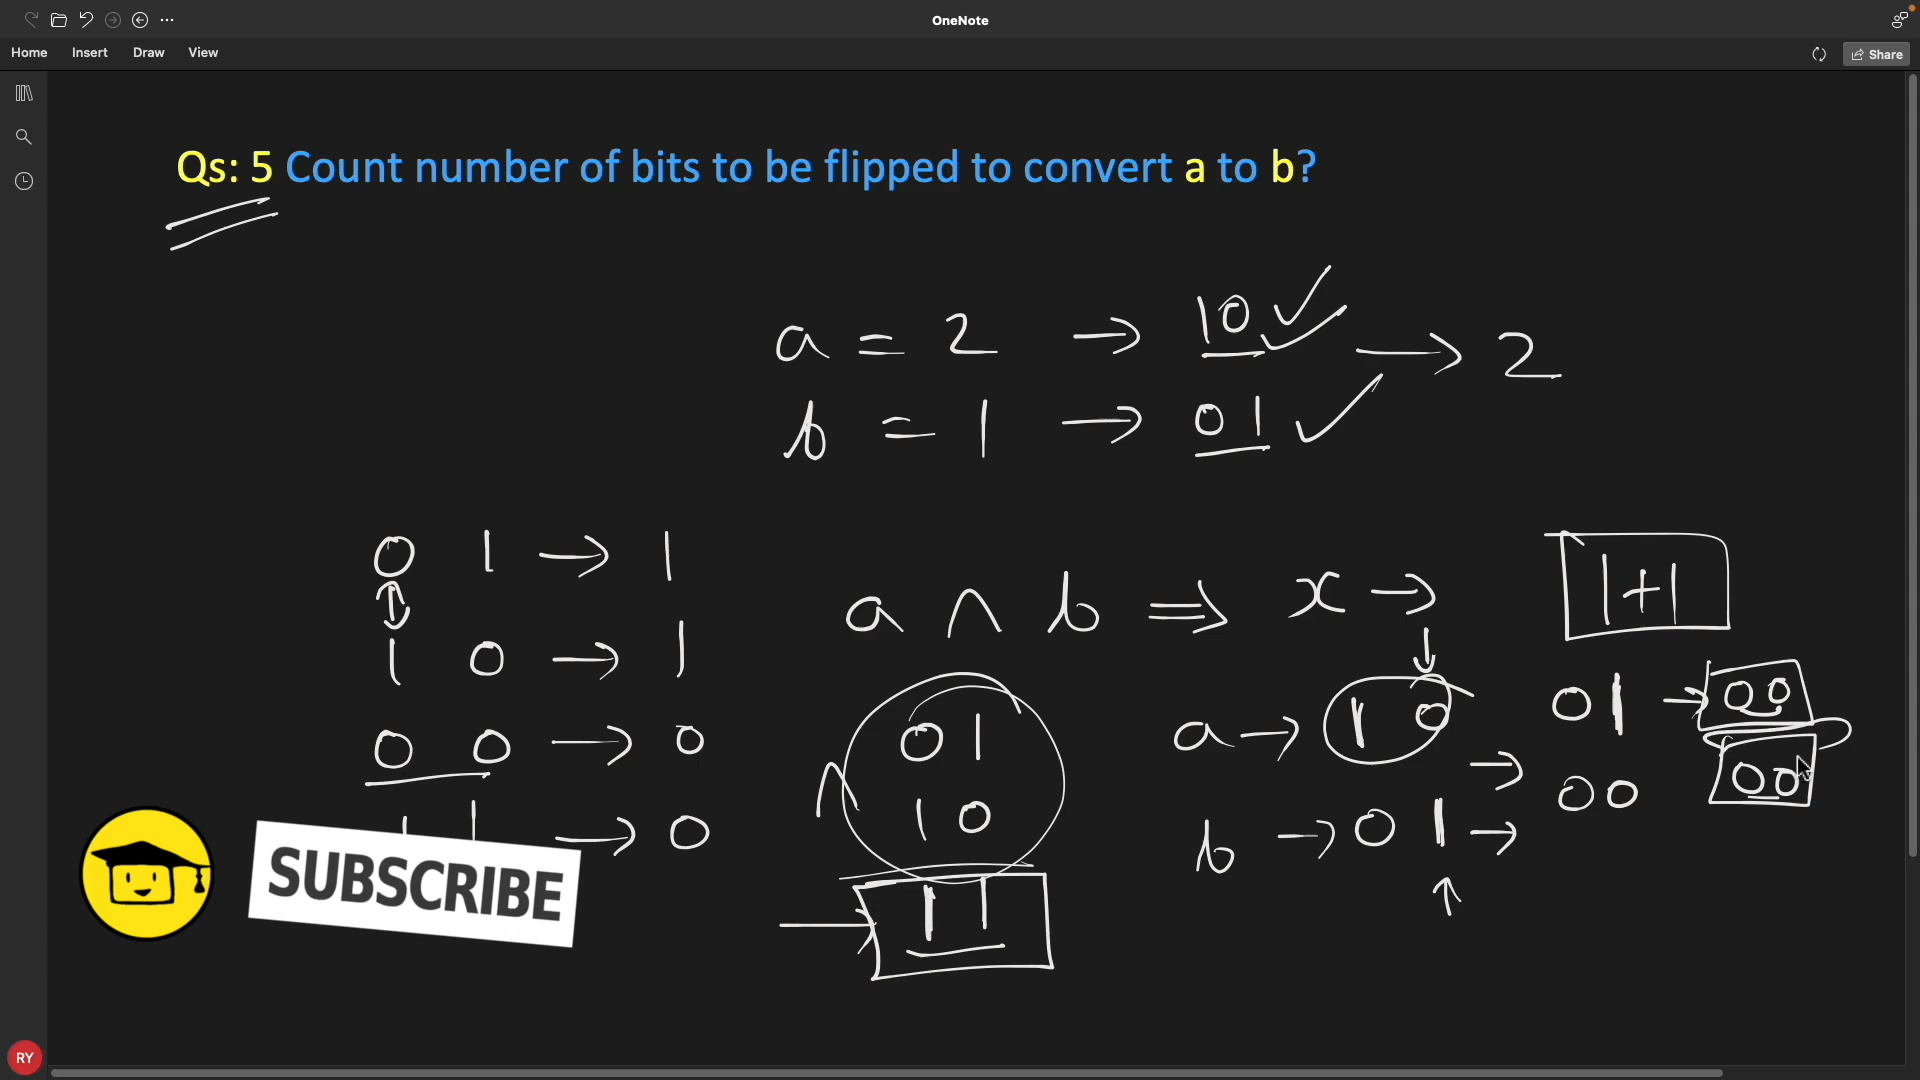 OneNote
Home Insert Draw View
Share
Qs: 5 Count number of bits to be flipped to convert a to b?
a = 2 → 10 ✓
→ 2
b = 1 → 01 ✓
0 1 → 1
1 0 → 1
0 0 → 0
1 1 → 0
a ∧ b ⇒ x →
1+1
01
∧ 10
→ 11
a → 10
b → 01 →
→
01 → 00
00
00
SUBSCRIBE
RY